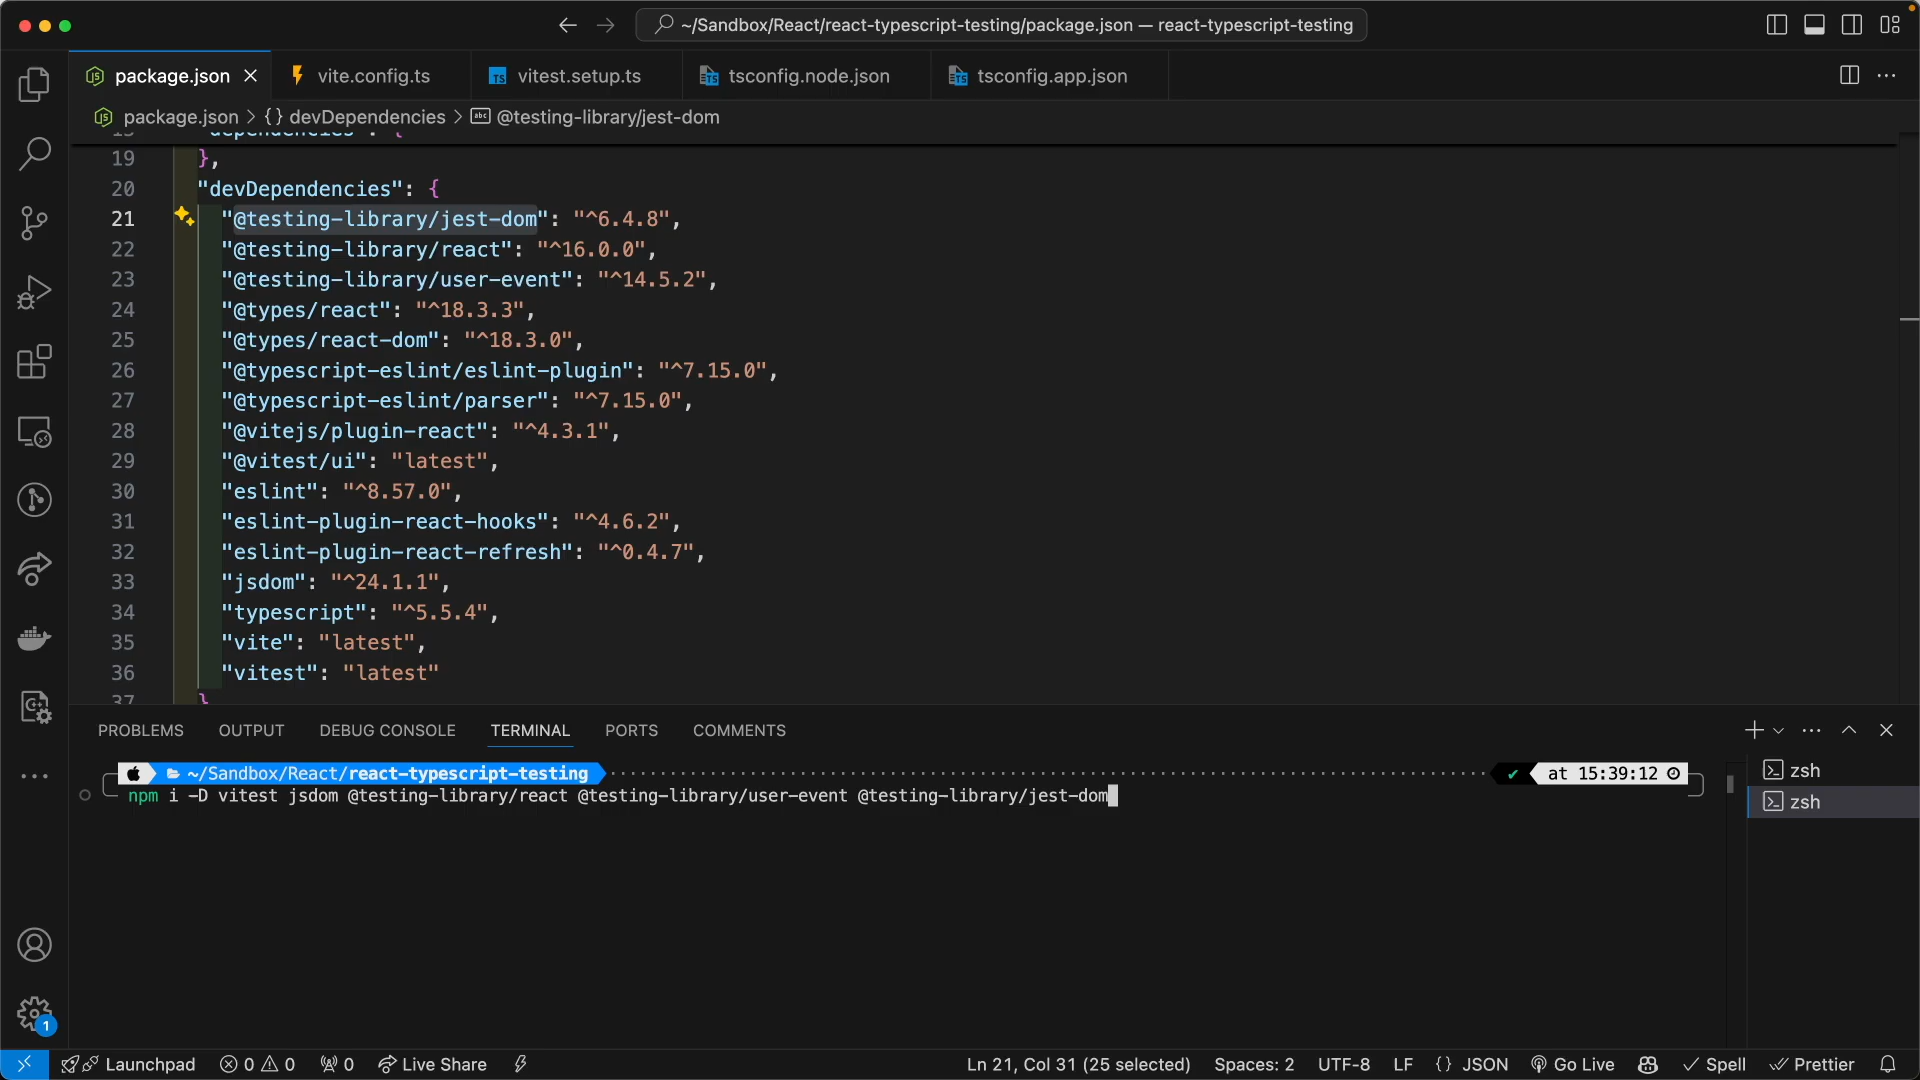 ~/Sandbox/React/react-typescript-testing/package.json — react-typescript-testing
package.json
vite.config.ts
TS vitest.setup.ts
TS tsconfig.node.json
TS tsconfig.app.json
package.json > {} devDependencies > abc @testing-library/jest-dom
19 },
20 "devDependencies": {
21 "@testing-library/jest-dom": "^6.4.8",
22 "@testing-library/react": "^16.0.0",
23 "@testing-library/user-event": "^14.5.2",
24 "@types/react": "^18.3.3",
25 "@types/react-dom": "^18.3.0",
26 "@typescript-eslint/eslint-plugin": "^7.15.0",
27 "@typescript-eslint/parser": "^7.15.0",
28 "@vitejs/plugin-react": "^4.3.1",
29 "@vitest/ui": "latest",
30 "eslint": "^8.57.0",
31 "eslint-plugin-react-hooks": "^4.6.2",
32 "eslint-plugin-react-refresh": "^0.4.7",
33 "jsdom": "^24.1.1",
34 "typescript": "^5.5.4",
35 "vite": "latest",
36 "vitest": "latest"
37 }
PROBLEMS OUTPUT DEBUG CONSOLE TERMINAL PORTS COMMENTS
~/Sandbox/React/react-typescript-testing ✔ at 15:39:12
npm i -D vitest jsdom @testing-library/react @testing-library/user-event @testing-library/jest-dom
zsh
zsh
1
Launchpad 0 0 0 Live Share Ln 21, Col 31 (25 selected) Spaces: 2 UTF-8 LF {} JSON Go Live Spell Prettier